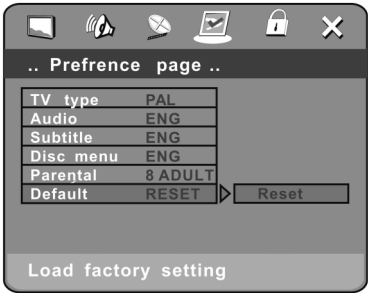 .. Prefrence page ..
TV type PAL
Audio ENG
Subtitle ENG
Disc menu ENG
Parental 8 ADULT
Default RESET Reset
Load factory setting